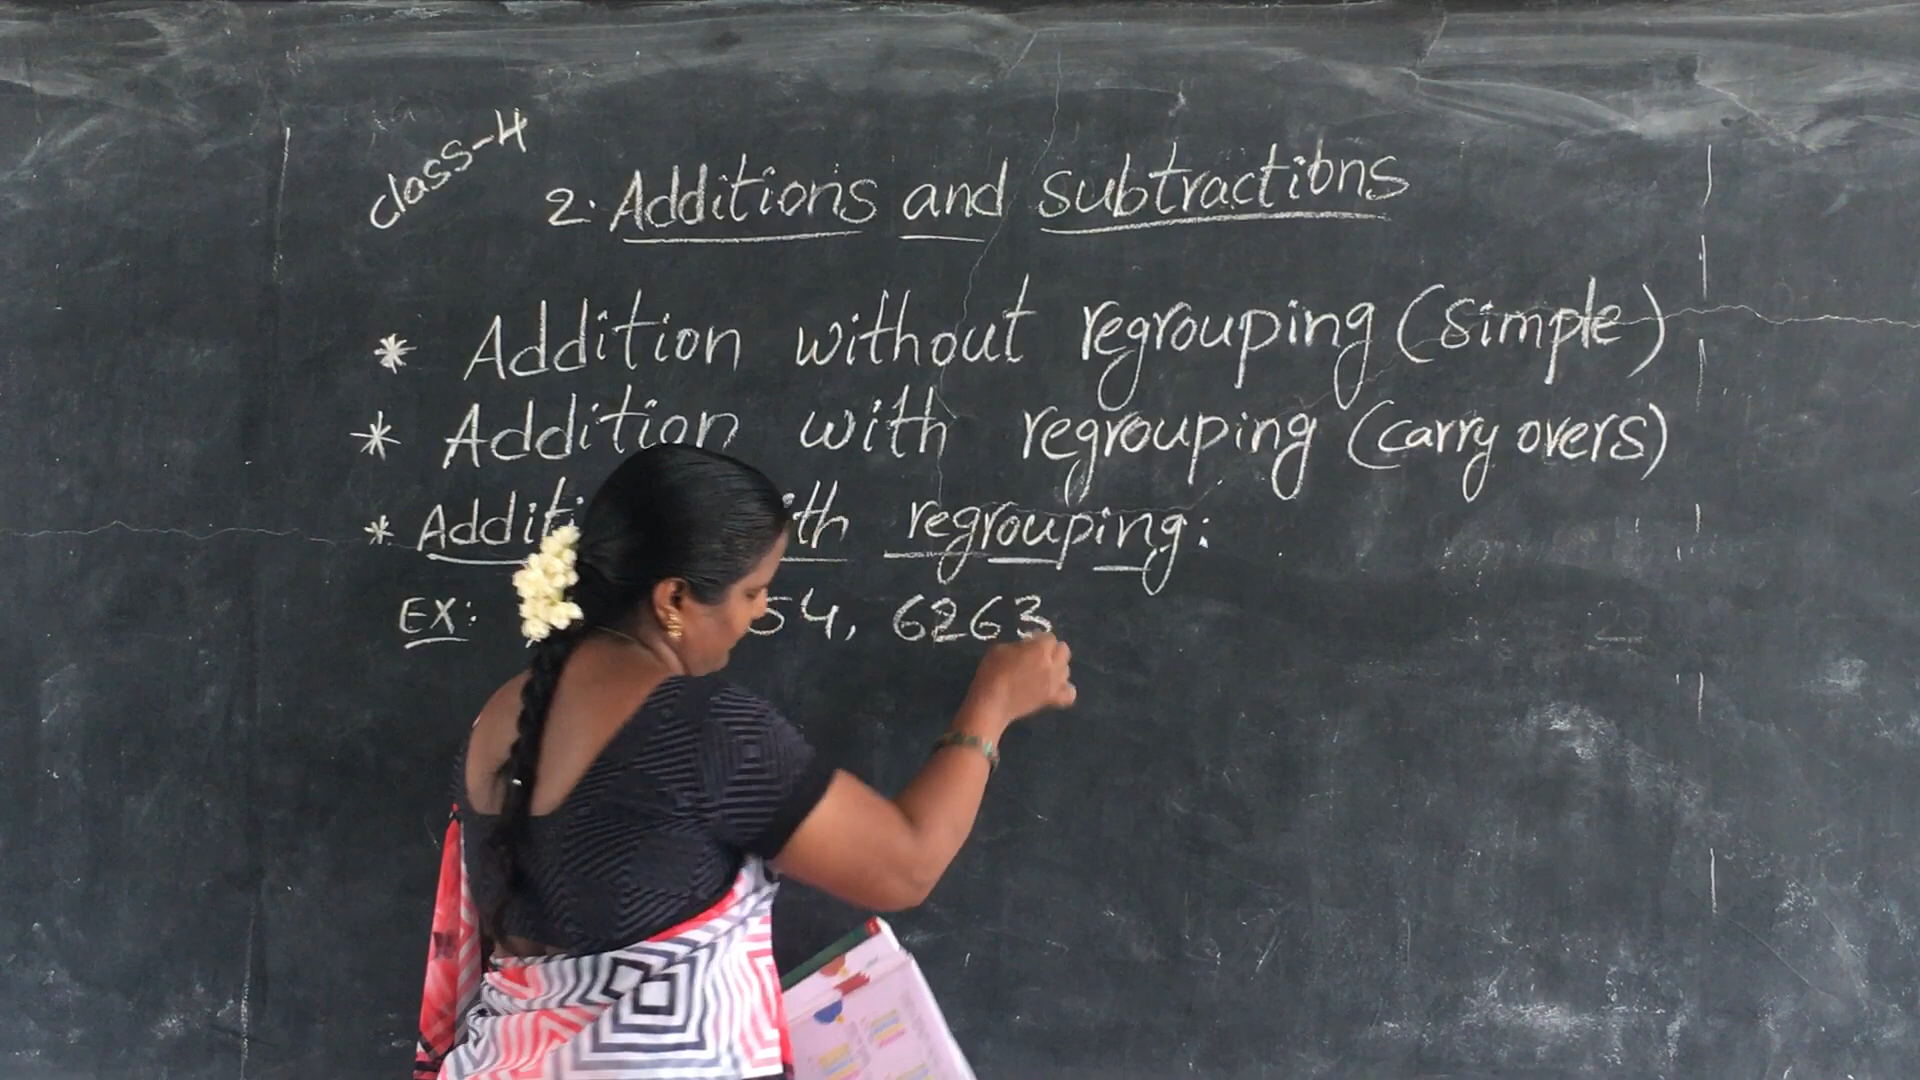 class-4
2. Additions and subtractions
* Addition without regrouping (simple)
* Addition with regrouping (carry overs)
* regrouping:
EX: 54, 6263